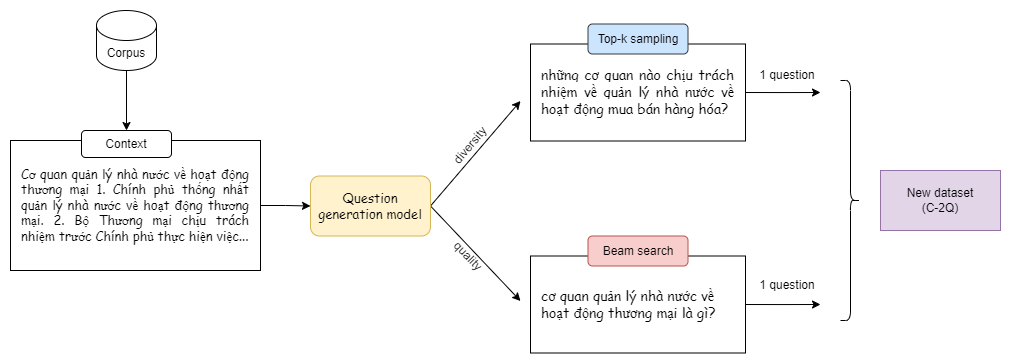 Corpus
Context
Cơ quan quản lý nhà nước về hoạt động
thương mại 1. Chính phủ thống nhất
quản lý nhà nước về hoạt động thương
mại. 2. Bộ Thương mại chịu trách
nhiệm trước Chính phủ thực hiện việc...
Question
generation model
diversity
quality
Top-k sampling
những cơ quan nào chịu trách
nhiệm về quản lý nhà nước về
hoạt động mua bán hàng hóa?
1 question
Beam search
cơ quan quản lý nhà nước về
hoạt động thương mại là gì?
1 question
New dataset
(C-2Q)